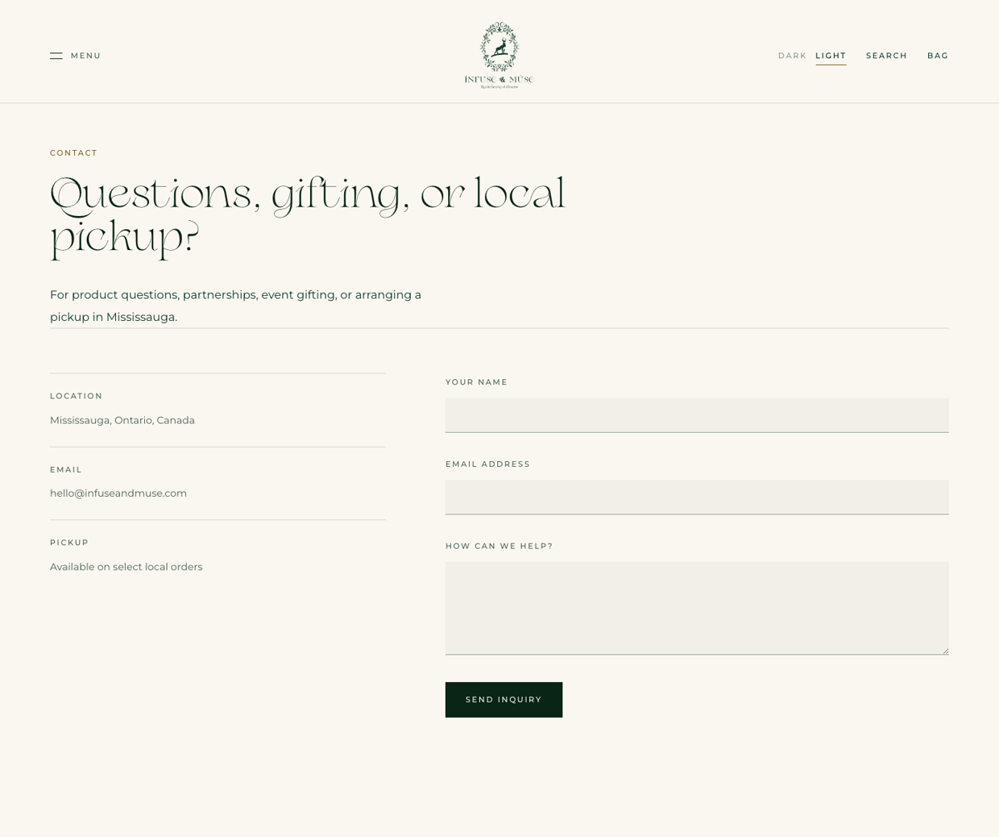 MENU
INFUSE & MUSE
DARK LIGHT SEARCH BAG
CONTACT
Questions, gifting, or local
pickup?
For product questions, partnerships, event gifting, or arranging a
pickup in Mississauga.
LOCATION
Mississauga, Ontario, Canada
EMAIL
hello@infuseandmuse.com
PICKUP
Available on select local orders
YOUR NAME
EMAIL ADDRESS
HOW CAN WE HELP?
SEND INQUIRY